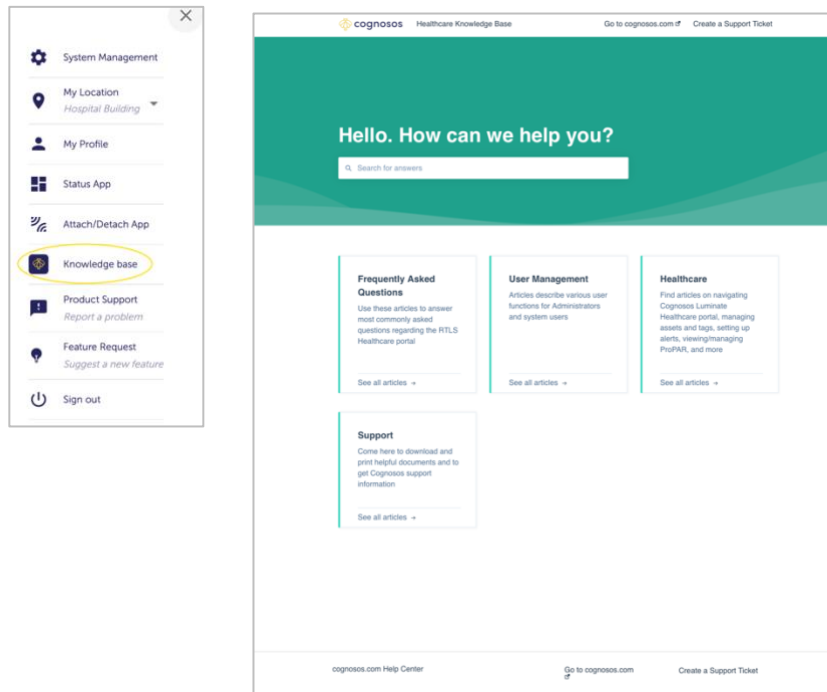 System Management
My Location
Hospital Building
My Profile
Status App
Attach/Detach App
Knowledge base
Product Support
Report a problem
Feature Request
Suggest a new feature
Sign out
cognosos Healthcare Knowledge Base Go to cognosos.com Create a Support Ticket
Hello. How can we help you?
Search for answers
Frequently Asked
Questions
Use these articles to answer
most commonly asked
questions regarding the RTLS
Healthcare portal
See all articles →
User Management
Articles describe various user
functions for Administrators
and system users
See all articles →
Healthcare
Find articles on navigating
Cognosos Luminate
Healthcare portal, managing
assets and tags, setting up
alerts, viewing/managing
ProPAR, and more
See all articles →
Support
Come here to download and
print helpful documents and to
get Cognosos support
information
See all articles →
cognosos.com Help Center Go to cognosos.com Create a Support Ticket